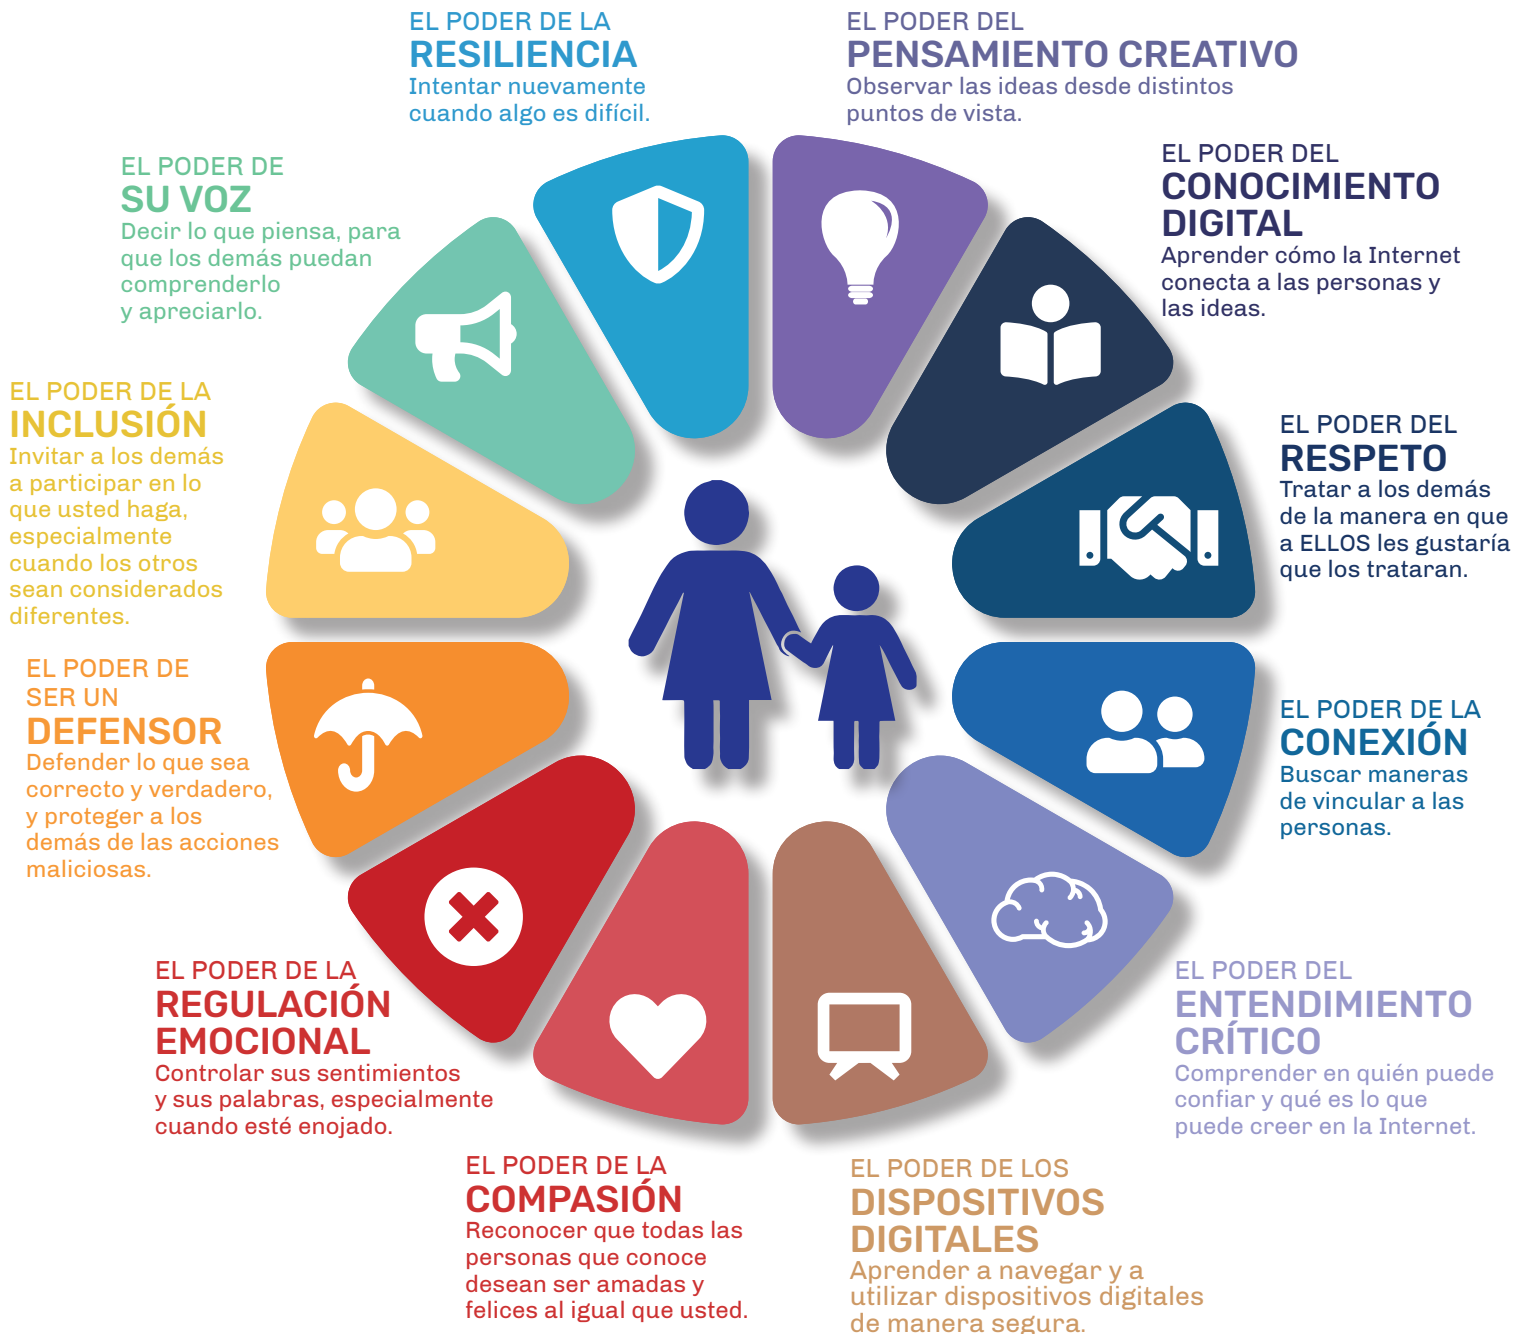 EL PODER DE LA
RESILIENCIA
Intentar nuevamente
cuando algo es difícil.
EL PODER DEL
PENSAMIENTO CREATIVO
Observar las ideas desde distintos
puntos de vista.
EL PODER DEL
CONOCIMIENTO
DIGITAL
Aprender cómo la Internet
conecta a las personas y
las ideas.
EL PODER DEL
RESPETO
Tratar a los demás
de la manera en que
a ELLOS les gustaría
que los trataran.
EL PODER DE LA
CONEXIÓN
Buscar maneras
de vincular a las
personas.
EL PODER DEL
ENTENDIMIENTO
CRÍTICO
Comprender en quién puede
confiar y qué es lo que
puede creer en la Internet.
EL PODER DE LOS
DISPOSITIVOS
DIGITALES
Aprender a navegar y a
utilizar dispositivos digitales
de manera segura.
EL PODER DE LA
COMPASIÓN
Reconocer que todas las
personas que conoce
desean ser amadas y
felices al igual que usted.
EL PODER DE LA
REGULACIÓN
EMOCIONAL
Controlar sus sentimientos
y sus palabras, especialmente
cuando esté enojado.
EL PODER DE
SER UN
DEFENSOR
Defender lo que sea
correcto y verdadero,
y proteger a los
demás de las acciones
maliciosas.
EL PODER DE LA
INCLUSIÓN
Invitar a los demás
a participar en lo
que usted haga,
especialmente
cuando los otros
sean considerados
diferentes.
EL PODER DE
SU VOZ
Decir lo que piensa, para
que los demás puedan
comprenderlo
y apreciarlo.